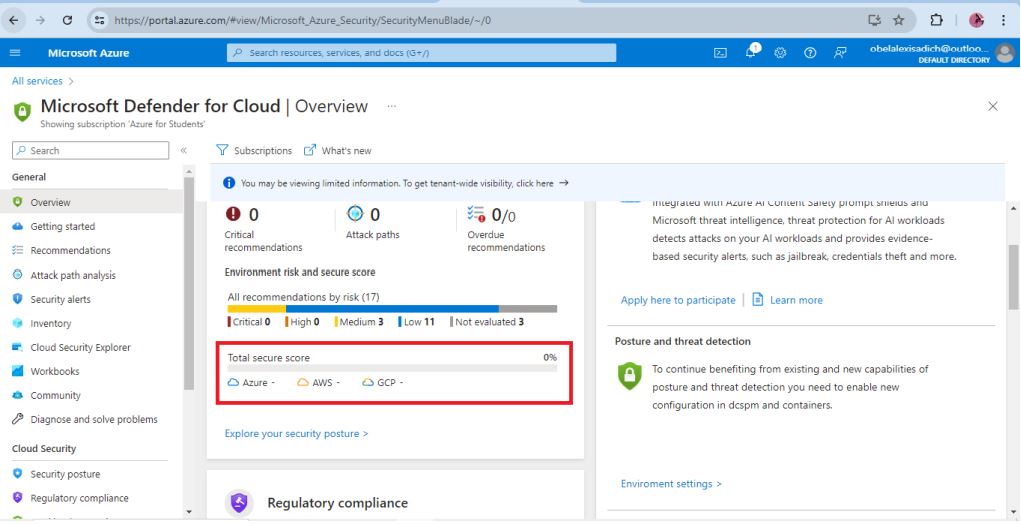 https://portal.azure.com/#view/Microsoft_Azure_Security/SecurityMenuBlade/~/0
Microsoft Azure
Search resources, services, and docs (G+/)
1
obelalexisadich@outloo...
DEFAULT DIRECTORY
All services >
Microsoft Defender for Cloud | Overview ...
Showing subscription 'Azure for Students'
Search
«
General
Overview
Getting started
Recommendations
Attack path analysis
Security alerts
Inventory
Cloud Security Explorer
Workbooks
Community
Diagnose and solve problems
Cloud Security
Security posture
Regulatory compliance
Subscriptions
What's new
You may be viewing limited information. To get tenant-wide visibility, click here →
0
Critical
recommendations
0
Attack paths
0/0
Overdue
recommendations
Environment risk and secure score
All recommendations by risk (17)
Critical 0
High 0
Medium 3
Low 11
Not evaluated 3
Total secure score
0%
Azure -
AWS -
GCP -
Explore your security posture >
Regulatory compliance
integrated with Azure AI Content Safety prompt shields and
Microsoft threat intelligence, threat protection for AI workloads
detects attacks on your AI workloads and provides evidence-
based security alerts, such as jailbreak, credentials theft and more.
Apply here to participate
Learn more
Posture and threat detection
To continue benefiting from existing and new capabilities of
posture and threat detection you need to enable new
configuration in dcspm and containers.
Enviroment settings >